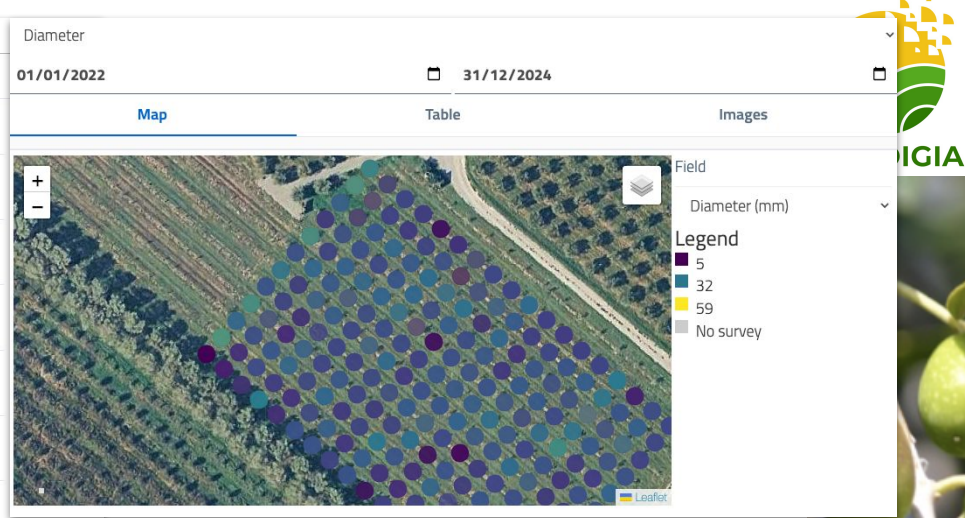 Diameter
01/01/2022
31/12/2024
Map
Table
Images
+
−
Field
Diameter (mm)
Legend
5
32
59
No survey
Leaflet
IGIA